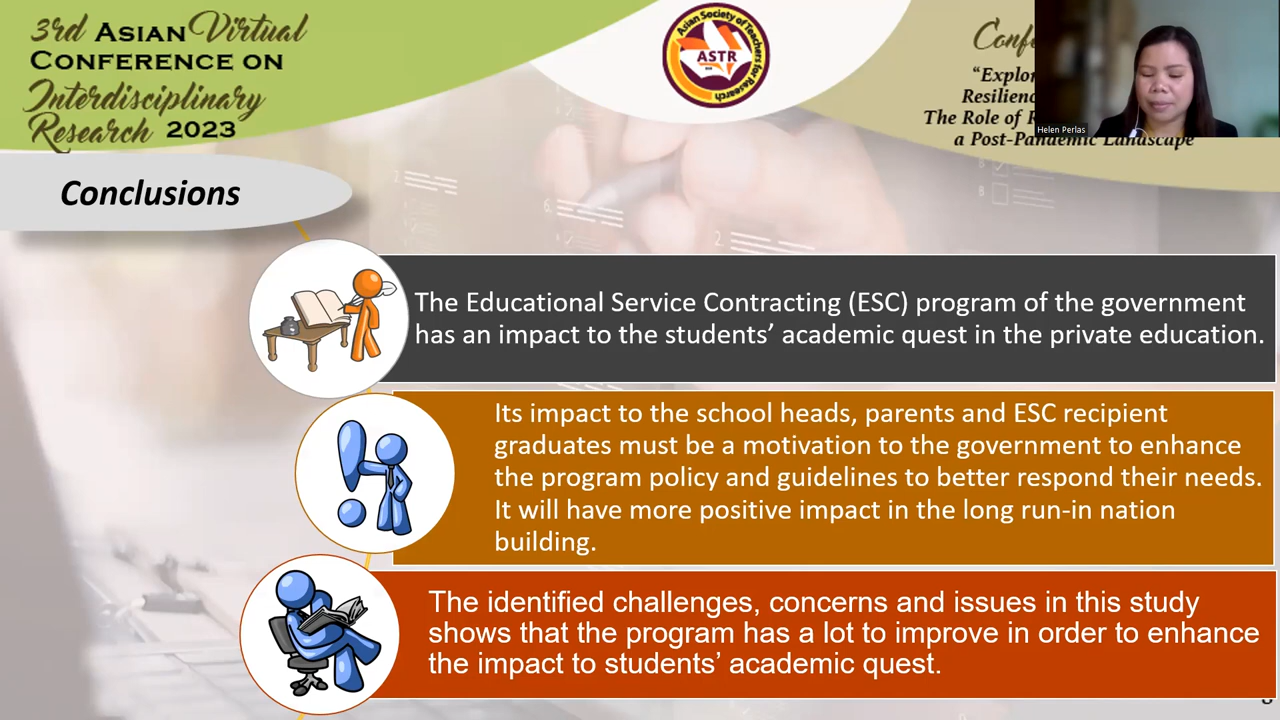 3rd ASIAN Virtual
CONFERENCE ON
Interdisciplinary
Research 2023
Asian Society of Teachers for Research
ASTR
The Role of
a Post-Pandemic Landscape
Helen Perlas
Conclusions
The Educational Service Contracting (ESC) program of the government
has an impact to the students’ academic quest in the private education.
Its impact to the school heads, parents and ESC recipient
graduates must be a motivation to the government to enhance
the program policy and guidelines to better respond their needs.
It will have more positive impact in the long run-in nation
building.
The identified challenges, concerns and issues in this study
shows that the program has a lot to improve in order to enhance
the impact to students’ academic quest.